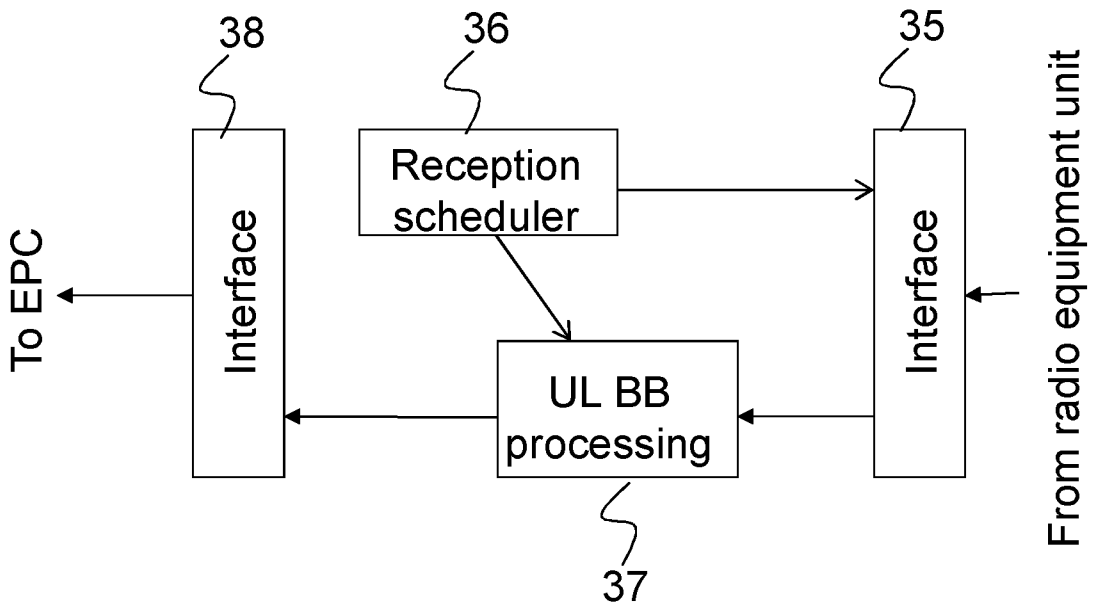 38
36
35
Reception
scheduler
To EPC
Interface
Interface
From radio equipment unit
UL BB
processing
37